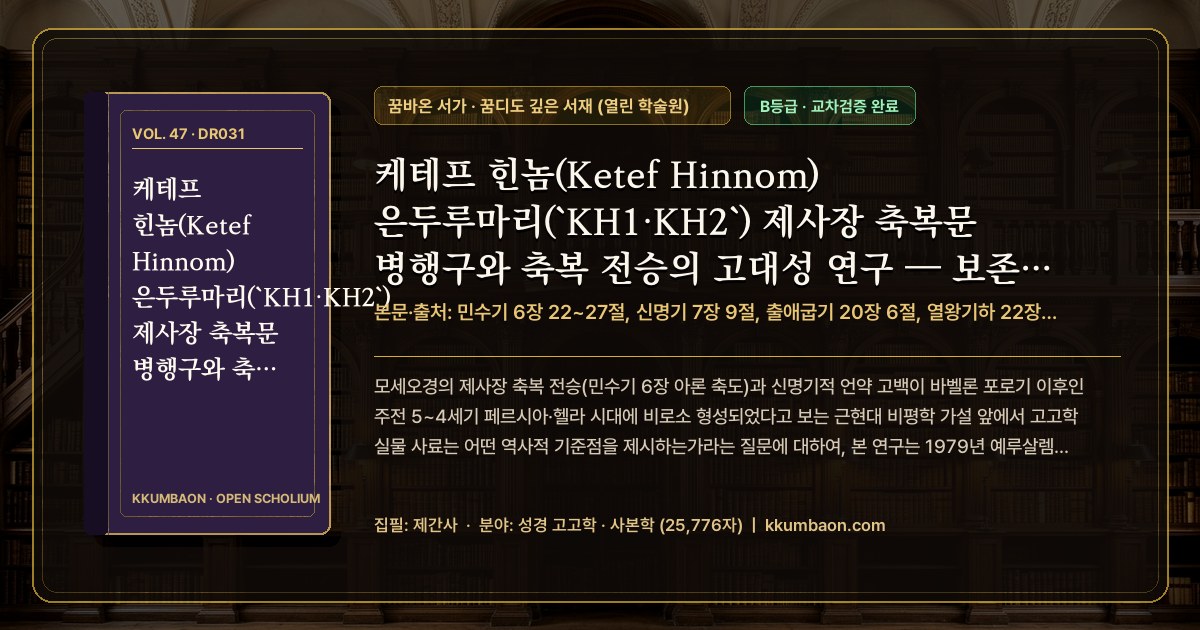 VOL. 47 · DR031
케테프
힌놈(Ketef
Hinnom)
은두루마리(`KH1·KH2`)
제사장 축복문
병행구와 축…
KKUMBAON · OPEN SCHOLIUM
꿈바온 서가 · 꿈디도 깊은 서재 (열린 학술원)
B등급 · 교차검증 완료
케테프 힌놈(Ketef Hinnom)
은두루마리(`KH1·KH2`) 제사장 축복문
병행구와 축복 전승의 고대성 연구 — 보존…
본문·출처: 민수기 6장 22~27절, 신명기 7장 9절, 출애굽기 20장 6절, 열왕기하 22장...
모세오경의 제사장 축복 전승(민수기 6장 아론 축도)과 신명기적 언약 고백이 바벨론 포로기 이후인
주전 5~4세기 페르시아·헬라 시대에 비로소 형성되었다고 보는 근현대 비평학 가설 앞에서 고고학
실물 사료는 어떤 역사적 기준점을 제시하는가라는 질문에 대하여, 본 연구는 1979년 예루살렘...
집필: 제간사 · 분야: 성경 고고학 · 사본학 (25,776자) | kkumbaon.com